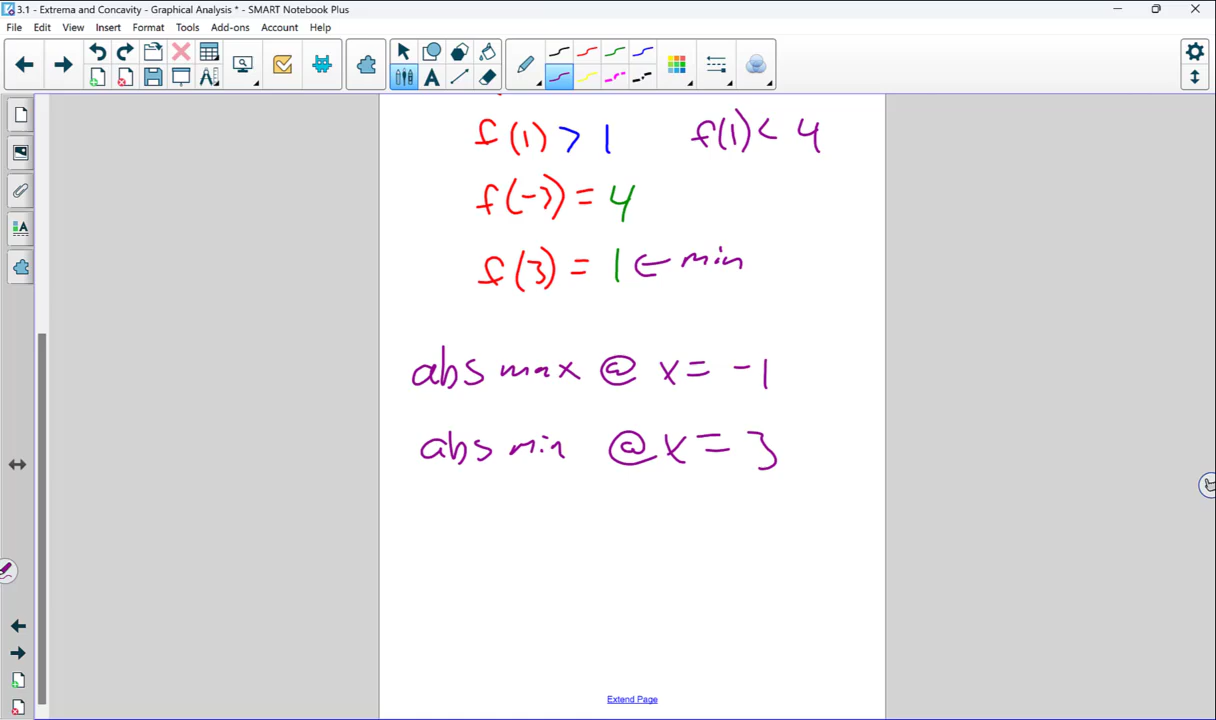 3.1 - Extrema and Concavity - Graphical Analysis * - SMART Notebook Plus
File Edit View Insert Format Tools Add-ons Account Help
f(1) > 1 f(1) < 4
f(-3) = 4
f(3) = 1 ← min
abs max @ x = -1
abs min @ x = 3
Extend Page